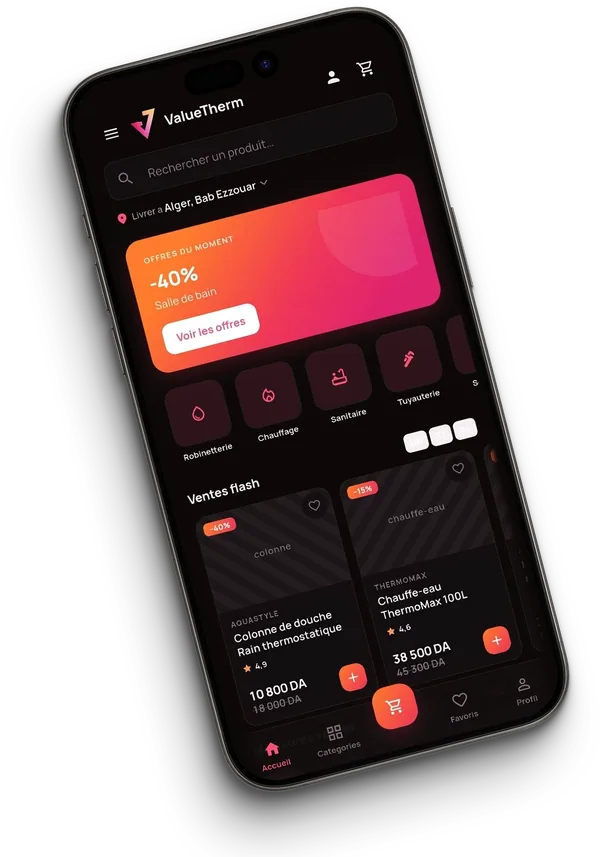 ValueTherm
Rechercher un produit...
Livrer a Alger, Bab Ezzouar
OFFRES DU MOMENT
-40%
Salle de bain
Voir les offres
Robinetterie
Chauffage
Sanitaire
Tuyauterie
Ventes flash
-40%
colonne
AQUASTYLE
Colonne de douche
Rain thermostatique
4,9
10 800 DA
18 000 DA
-15%
chauffe-eau
THERMOMAX
Chauffe-eau
ThermoMax 100L
4,6
38 500 DA
45 300 DA
Accueil
Categories
Favoris
Profil